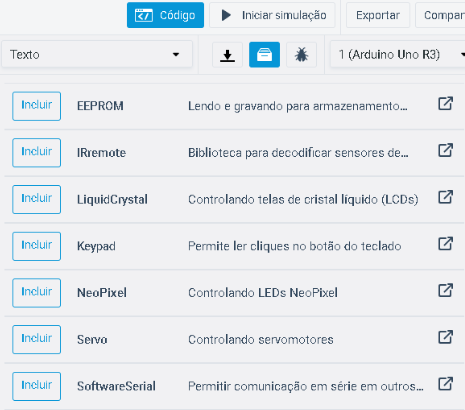 Código
Iniciar simulação
Exportar
Compar
Texto
1 (Arduino Uno R3)
Incluir EEPROM Lendo e gravando para armazenamento...
Incluir IRremote Biblioteca para decodificar sensores de...
Incluir LiquidCrystal Controlando telas de cristal líquido (LCDs)
Incluir Keypad Permite ler cliques no botão do teclado
Incluir NeoPixel Controlando LEDs NeoPixel
Incluir Servo Controlando servomotores
Incluir SoftwareSerial Permitir comunicação em série em outros...